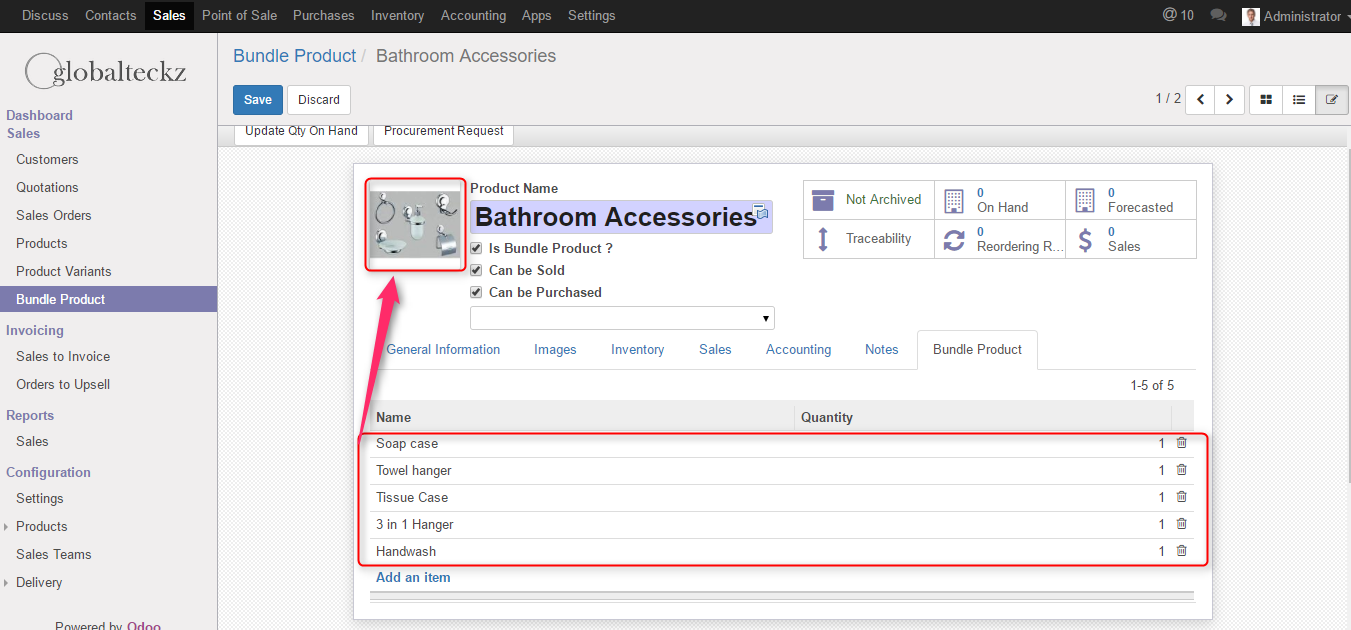 Discuss Contacts Sales Point of Sale Purchases Inventory Accounting Apps Settings @ 10 Administrator
globalteckz
Dashboard
Sales
Customers
Quotations
Sales Orders
Products
Product Variants
Bundle Product
Invoicing
Sales to Invoice
Orders to Upsell
Reports
Sales
Configuration
Settings
Products
Sales Teams
Delivery
Powered by Odoo
Bundle Product / Bathroom Accessories
Save Discard 1 / 2
Update Qty On Hand Procurement Request
Product Name
Bathroom Accessories
Is Bundle Product ?
Can be Sold
Can be Purchased
Not Archived
0
On Hand
0
Forecasted
Traceability
0
Reordering R...
0
Sales
General Information Images Inventory Sales Accounting Notes Bundle Product
1-5 of 5
Name Quantity
Soap case 1
Towel hanger 1
Tissue Case 1
3 in 1 Hanger 1
Handwash 1
Add an item